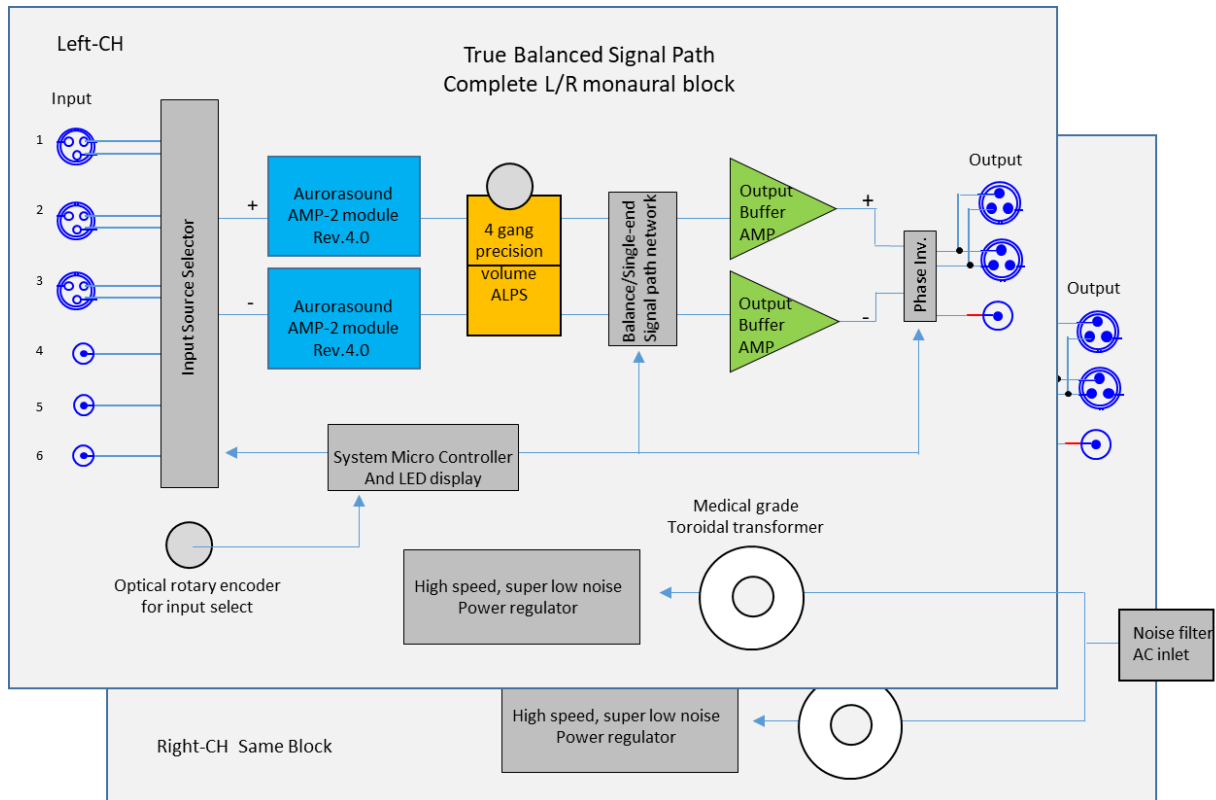 Left-CH
True Balanced Signal Path
Complete L/R monaural block
Input
1
2
3
4
5
6
Input Source Selector
+
-
Aurorasound
AMP-2 module
Rev.4.0
Aurorasound
AMP-2 module
Rev.4.0
4 gang
precision
volume
ALPS
Balance/Single-end
Signal path network
Output
Buffer
AMP
Output
Buffer
AMP
+
-
Phase Inv.
Output
Output
System Micro Controller
And LED display
Optical rotary encoder
for input select
Medical grade
Toroidal transformer
High speed, super low noise
Power regulator
Noise filter
AC inlet
High speed, super low noise
Power regulator
Right-CH Same Block